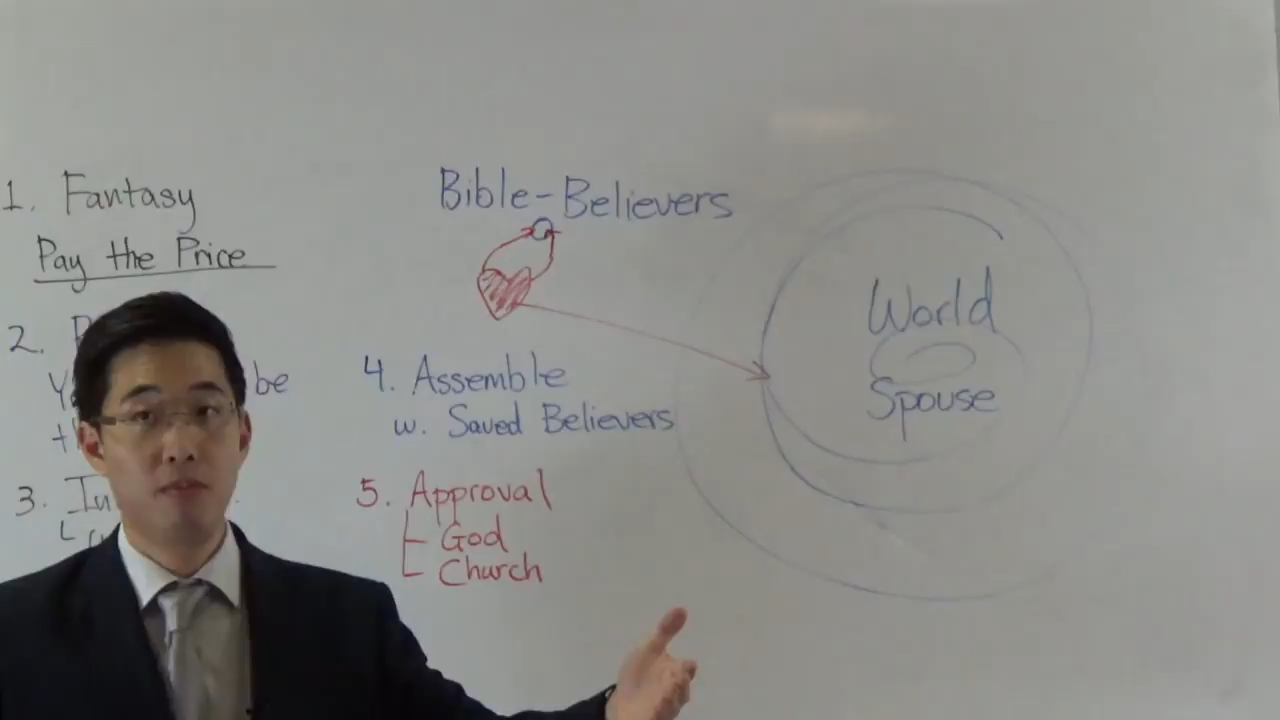 1. Fantasy
Pay the Price
2.
be
3.
Bible-Believers
4. Assemble
w. Saved Believers
5. Approval
God
Church
World
Spouse